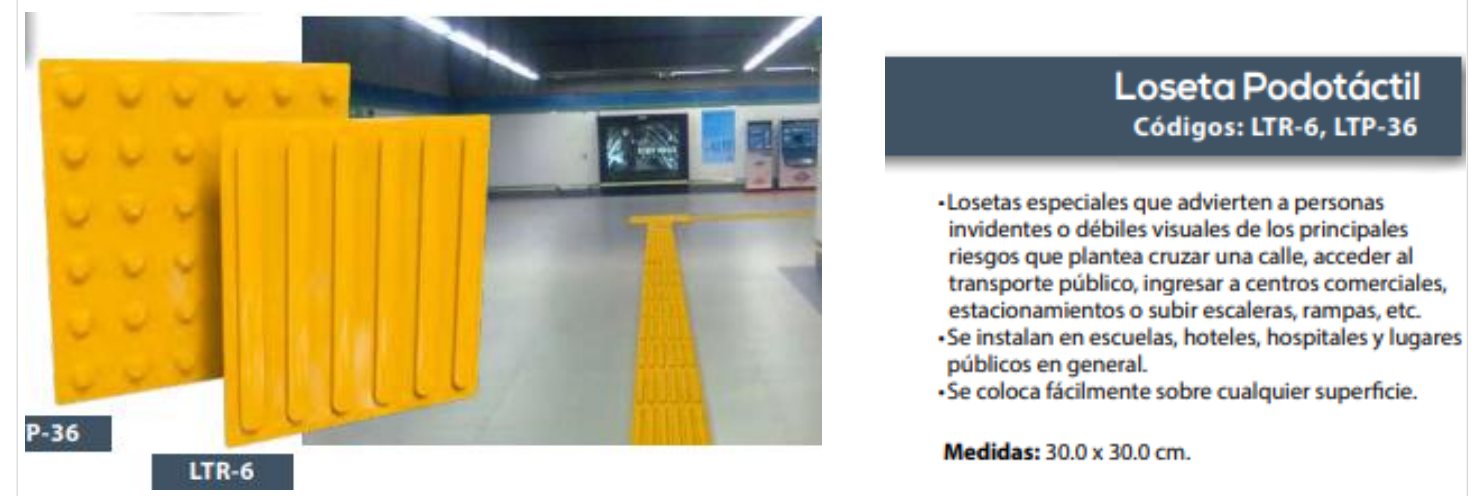 P-36
LTR-6
Loseta Podotáctil
Códigos: LTR-6, LTP-36
•Losetas especiales que advierten a personas
invidentes o débiles visuales de los principales
riesgos que plantea cruzar una calle, acceder al
transporte público, ingresar a centros comerciales,
estacionamientos o subir escaleras, rampas, etc.
•Se instalan en escuelas, hoteles, hospitales y lugares
públicos en general.
•Se coloca fácilmente sobre cualquier superficie.
Medidas: 30.0 x 30.0 cm.